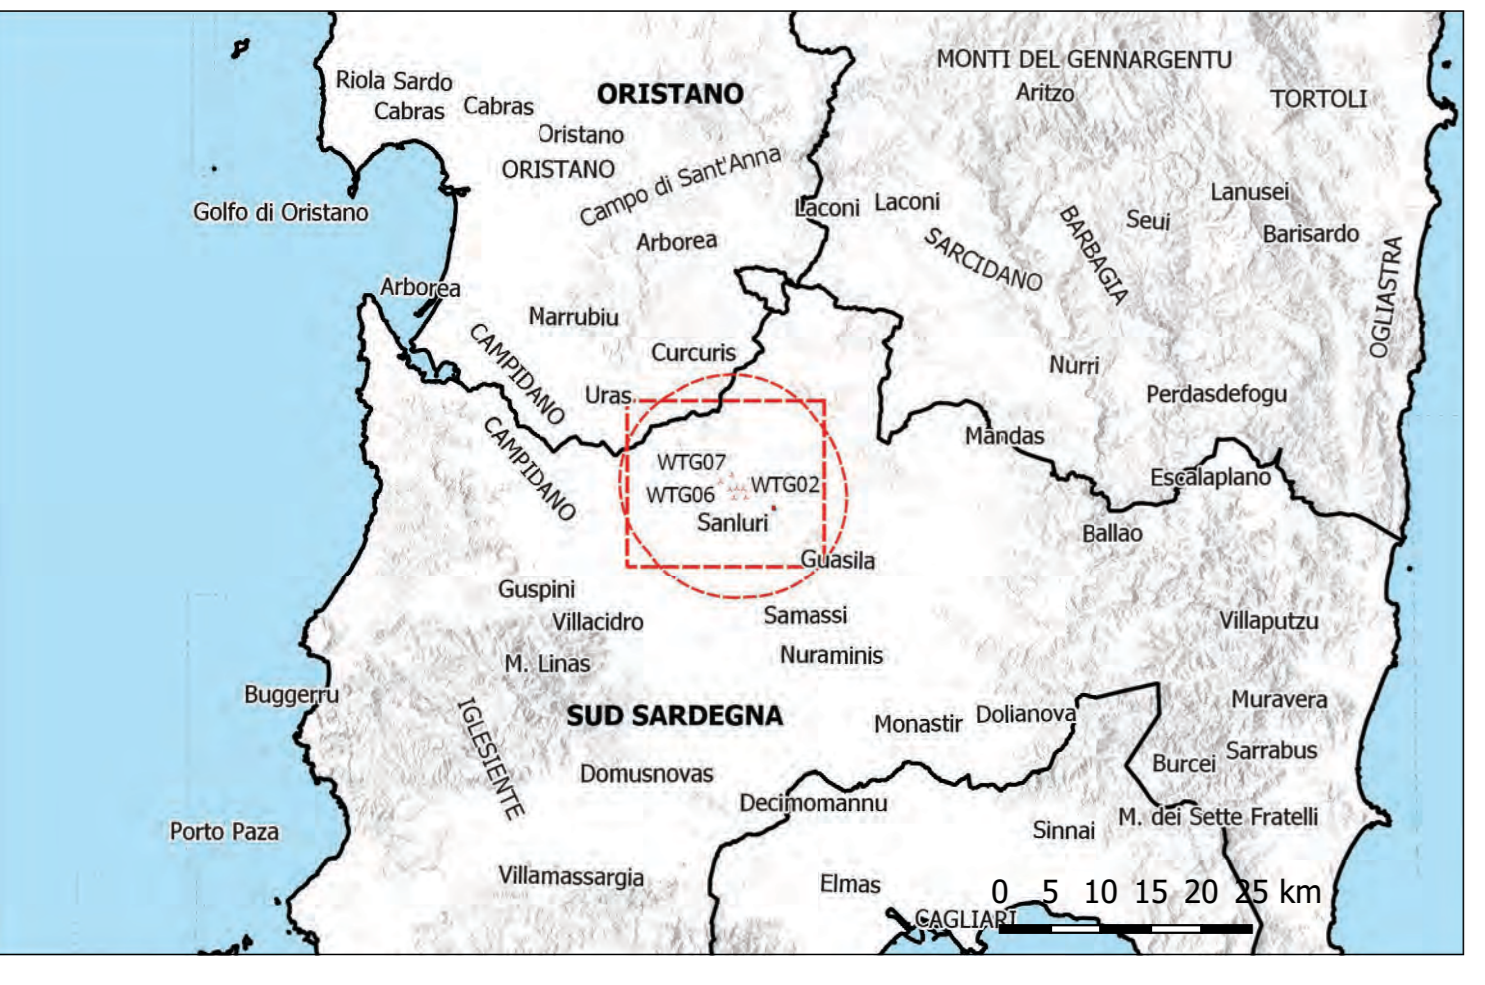 MONTI DEL GENNARGENTU
Riola Sardo
ORISTANO
Aritzo
TORTOLI
Cabras
Cabras
Oristano
ORISTANO
Campo di Sant'Anna
Lanusei
Golfo di Oristano
Laconi
Laconi
BARBAGIA
Seui
Arborea
SARCIDANO
Barisardo
OGLIASTRA
Arborea
Marrubiu
CAMPIDANO
Curcuris
Nurri
Uras
Perdasdefogu
CAMPIDANO
Mandas
WTG07
WTG06
WTG02
Escalaplano
Sanluri
Ballao
Guasila
Guspini
Villacidro
Samassi
Villaputzu
M. Linas
Nuraminis
Buggerru
IGLESIENTE
SUD SARDEGNA
Monastir
Dolianova
Muravera
Domusnovas
Burcei
Sarrabus
Decimomannu
Porto Paza
Sinnai
M. dei Sette Fratelli
Villamassargia
Elmas
0 5 10 15 20 25 km
CAGLIARI